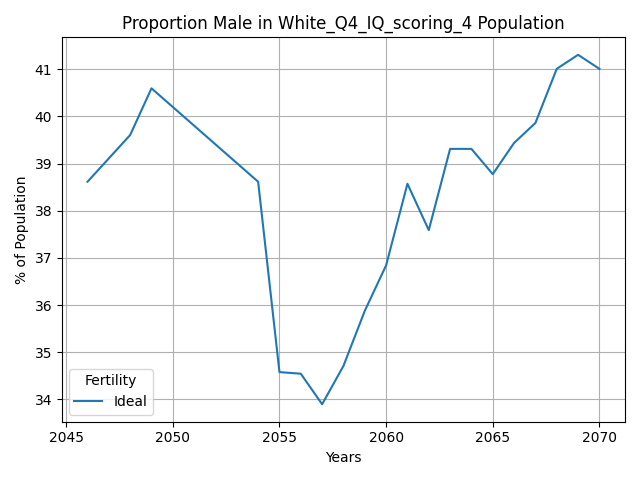 Proportion Male in White_Q4_IQ_scoring_4 Population
% of Population
41
40
39
38
37
36
35
34
Fertility
Ideal
2045 2050 2055 2060 2065 2070
Years